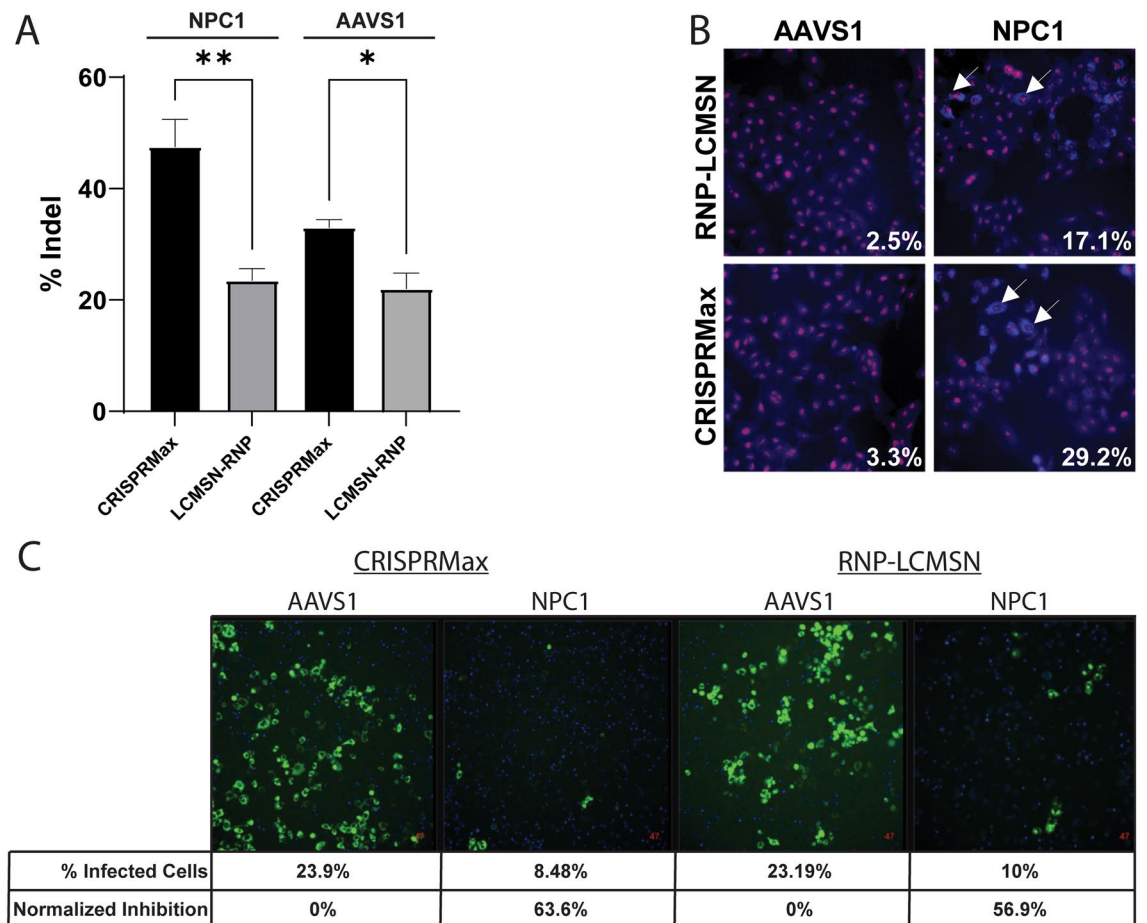 A
NPC1 AAVS1
** *
60
40
20
0
% Indel
CRISPRMax LCMSN-RNP CRISPRMax LCMSN-RNP
B
AAVS1 NPC1
RNP-LCMSN
2.5% 17.1%
CRISPRMax
3.3% 29.2%
C
CRISPRMax RNP-LCMSN
AAVS1 NPC1 AAVS1 NPC1
47 47 47
% Infected Cells 23.9% 8.48% 23.19% 10%
Normalized Inhibition 0% 63.6% 0% 56.9%